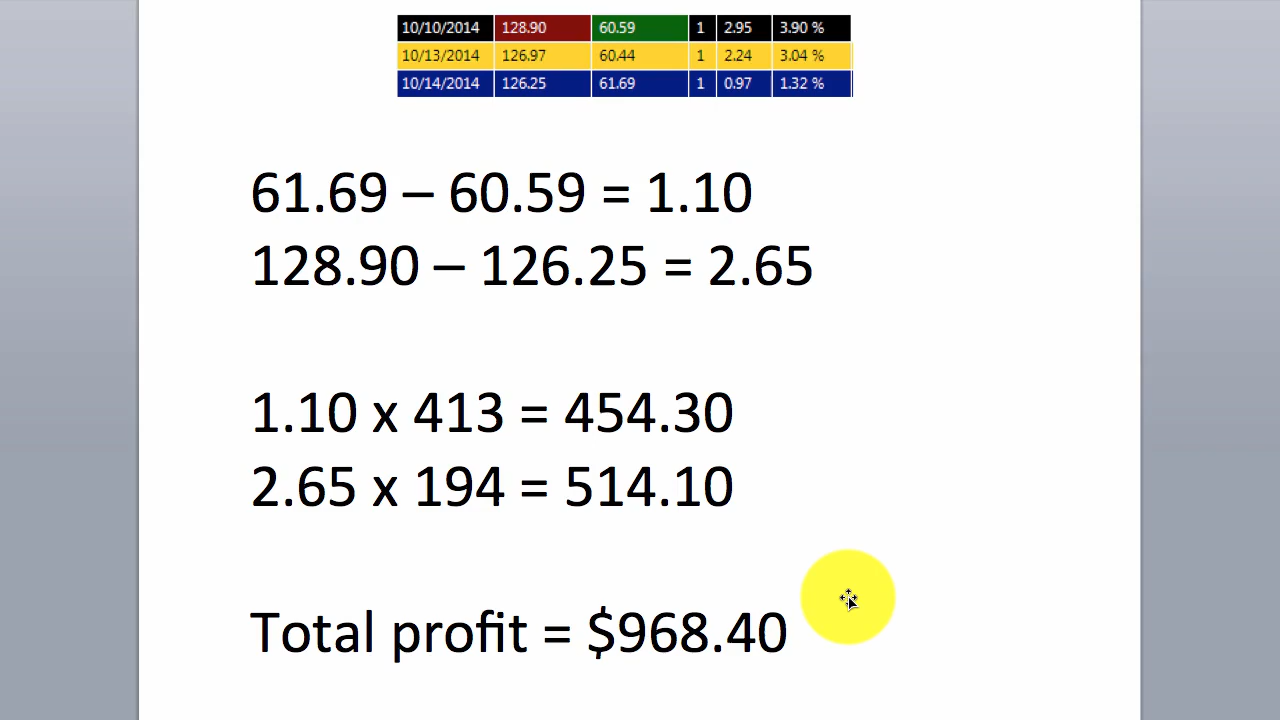 10/10/2014 128.90 60.59 1 2.95 3.90 %
10/13/2014 126.97 60.44 1 2.24 3.04 %
10/14/2014 126.25 61.69 1 0.97 1.32 %
61.69 – 60.59 = 1.10
128.90 – 126.25 = 2.65
1.10 x 413 = 454.30
2.65 x 194 = 514.10
Total profit = $968.40